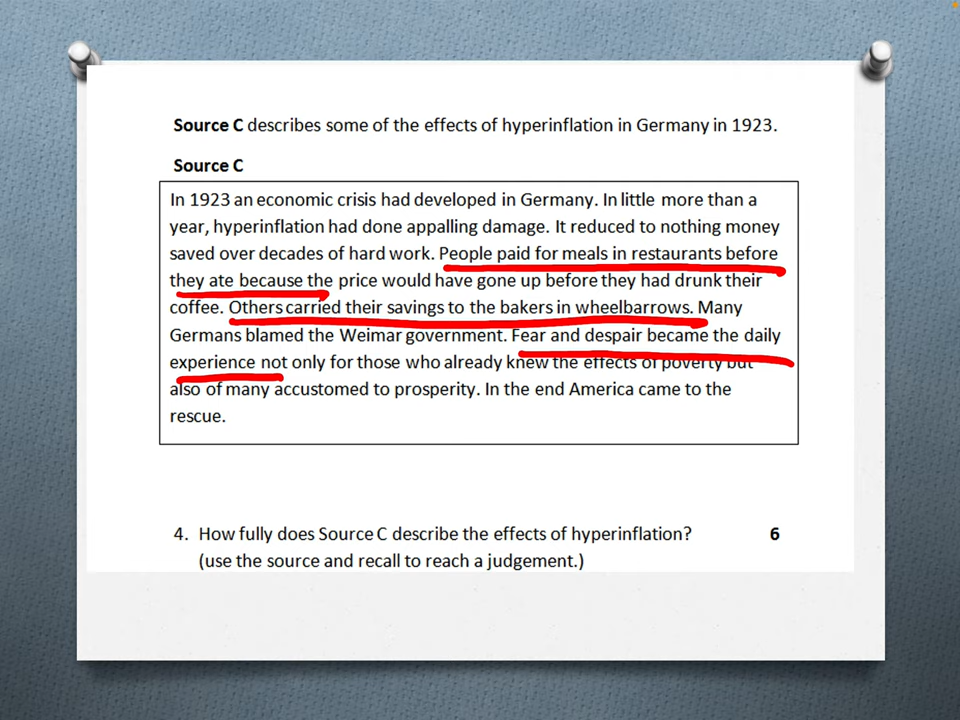 Source C describes some of the effects of hyperinflation in Germany in 1923.
Source C
In 1923 an economic crisis had developed in Germany. In little more than a
year, hyperinflation had done appalling damage. It reduced to nothing money
saved over decades of hard work. People paid for meals in restaurants before
they ate because the price would have gone up before they had drunk their
coffee. Others carried their savings to the bakers in wheelbarrows. Many
Germans blamed the Weimar government. Fear and despair became the daily
experience not only for those who already knew the effects of poverty but
also of many accustomed to prosperity. In the end America came to the
rescue.
4. How fully does Source C describe the effects of hyperinflation? 6
(use the source and recall to reach a judgement.)